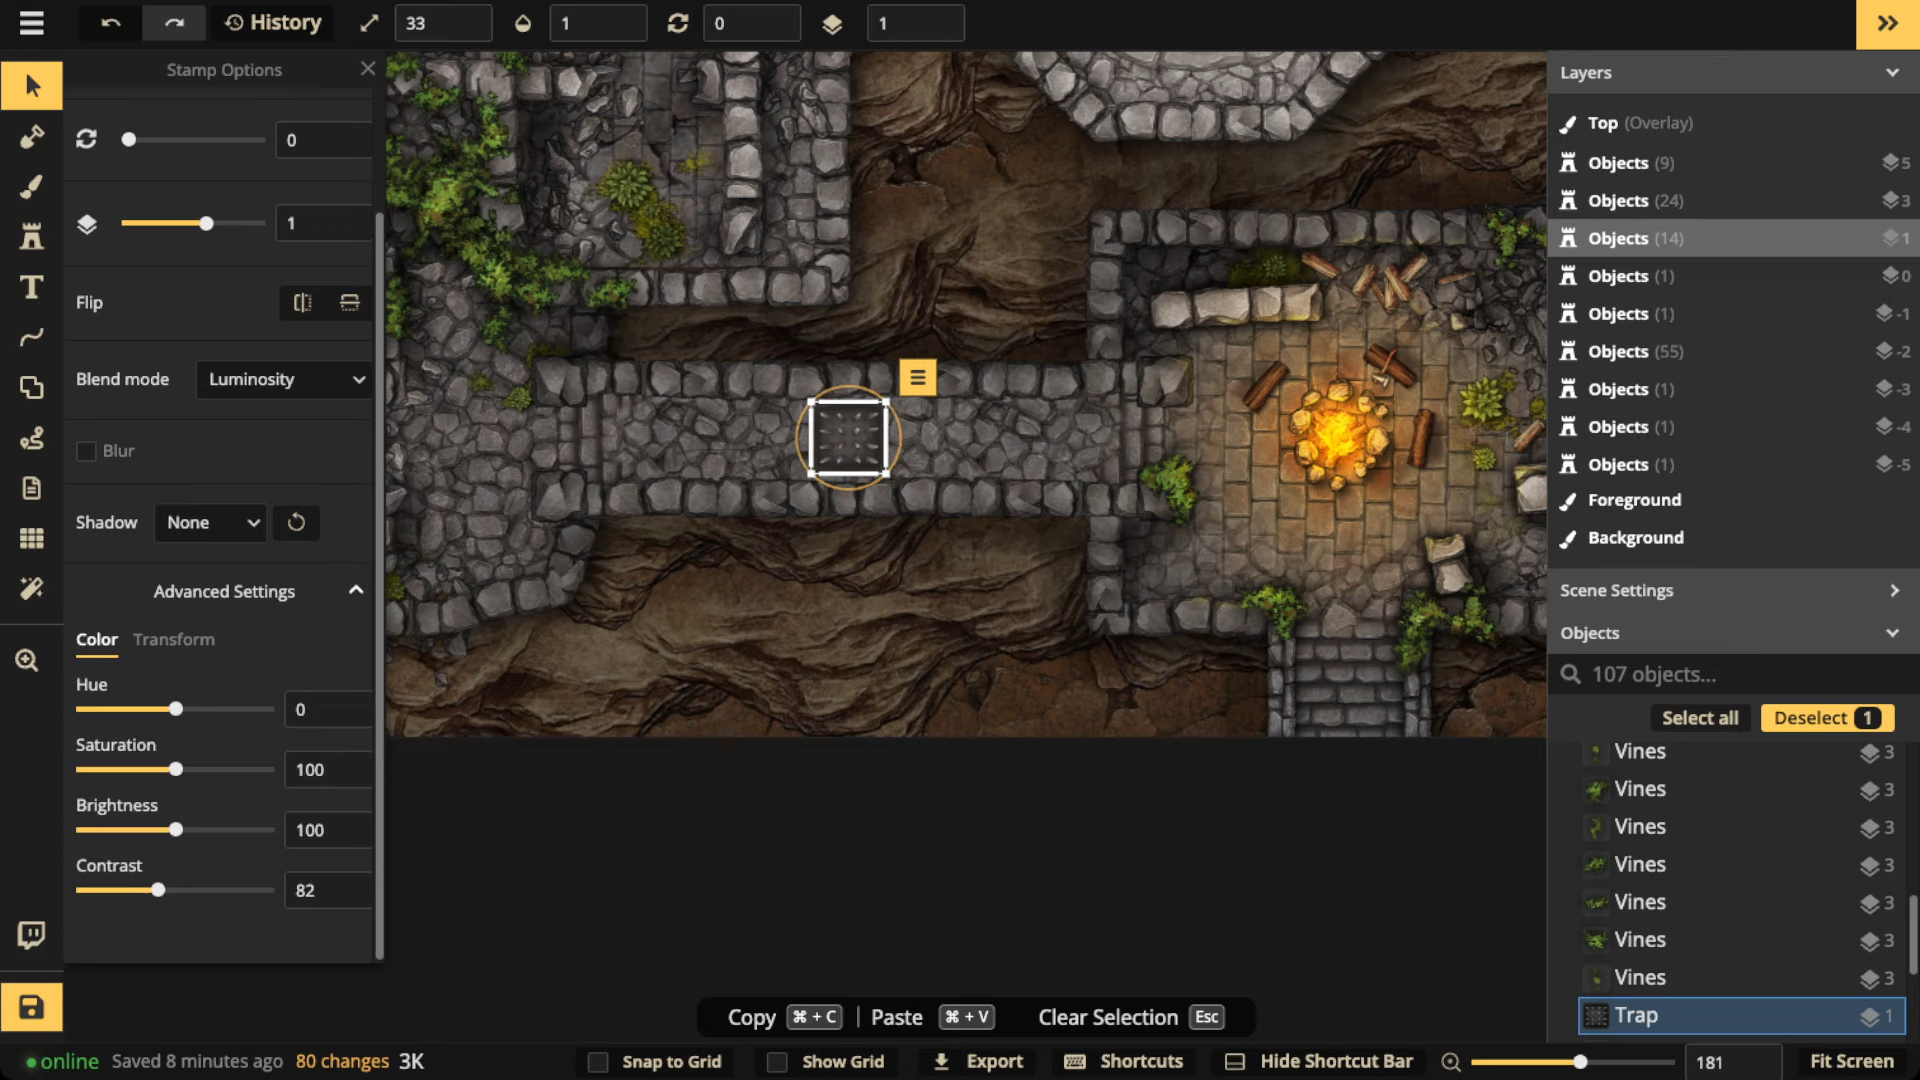 History
33
1
0
1
Stamp Options
0
1
Flip
Blend mode
Luminosity
Blur
Shadow
None
Advanced Settings
Color
Transform
Hue
0
Saturation
100
Brightness
100
Contrast
82
Layers
Top (Overlay)
Objects (9)
5
Objects (24)
3
Objects (14)
1
Objects (1)
0
Objects (1)
-1
Objects (55)
-2
Objects (1)
-3
Objects (1)
-4
Objects (1)
-5
Foreground
Background
Scene Settings
Objects
107 objects...
Select all
Deselect 1
Vines
3
Vines
3
Vines
3
Vines
3
Vines
3
Vines
3
Vines
3
Trap
1
Copy ⌘ + C | Paste ⌘ + V Clear Selection Esc
online
Saved 8 minutes ago
80 changes
3K
Snap to Grid
Show Grid
Export
Shortcuts
Hide Shortcut Bar
181
Fit Screen